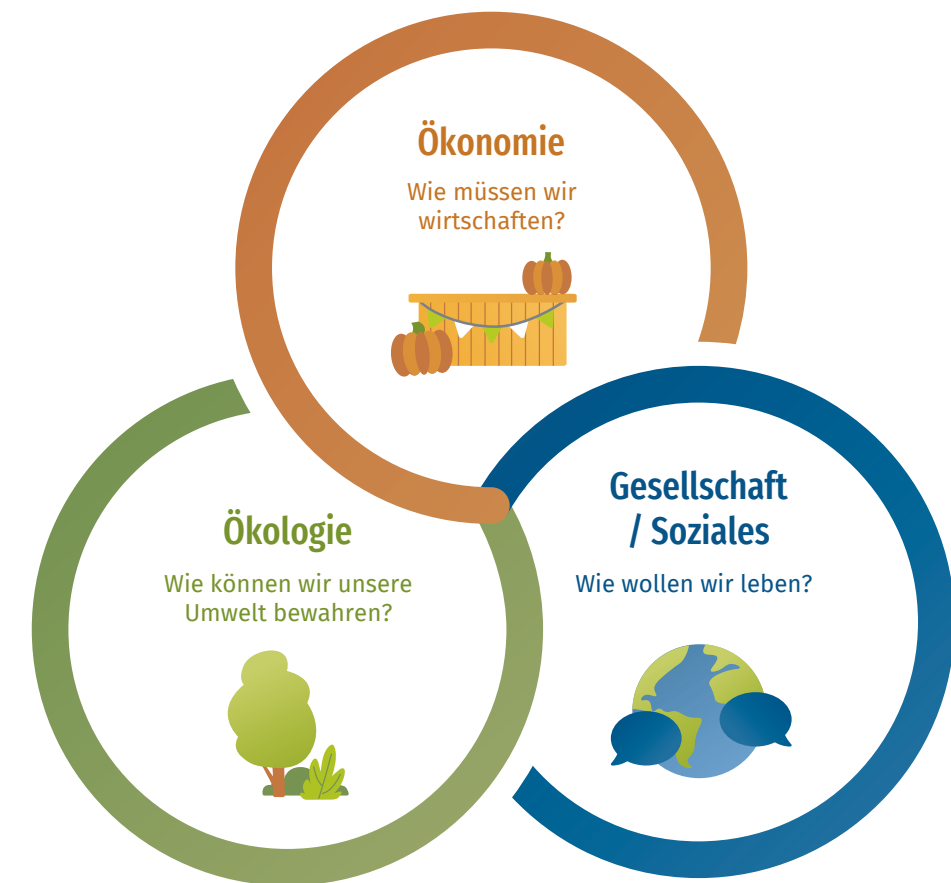 Ökonomie
Wie müssen wir
wirtschaften?
Ökologie
Wie können wir unsere
Umwelt bewahren?
Gesellschaft
/ Soziales
Wie wollen wir leben?